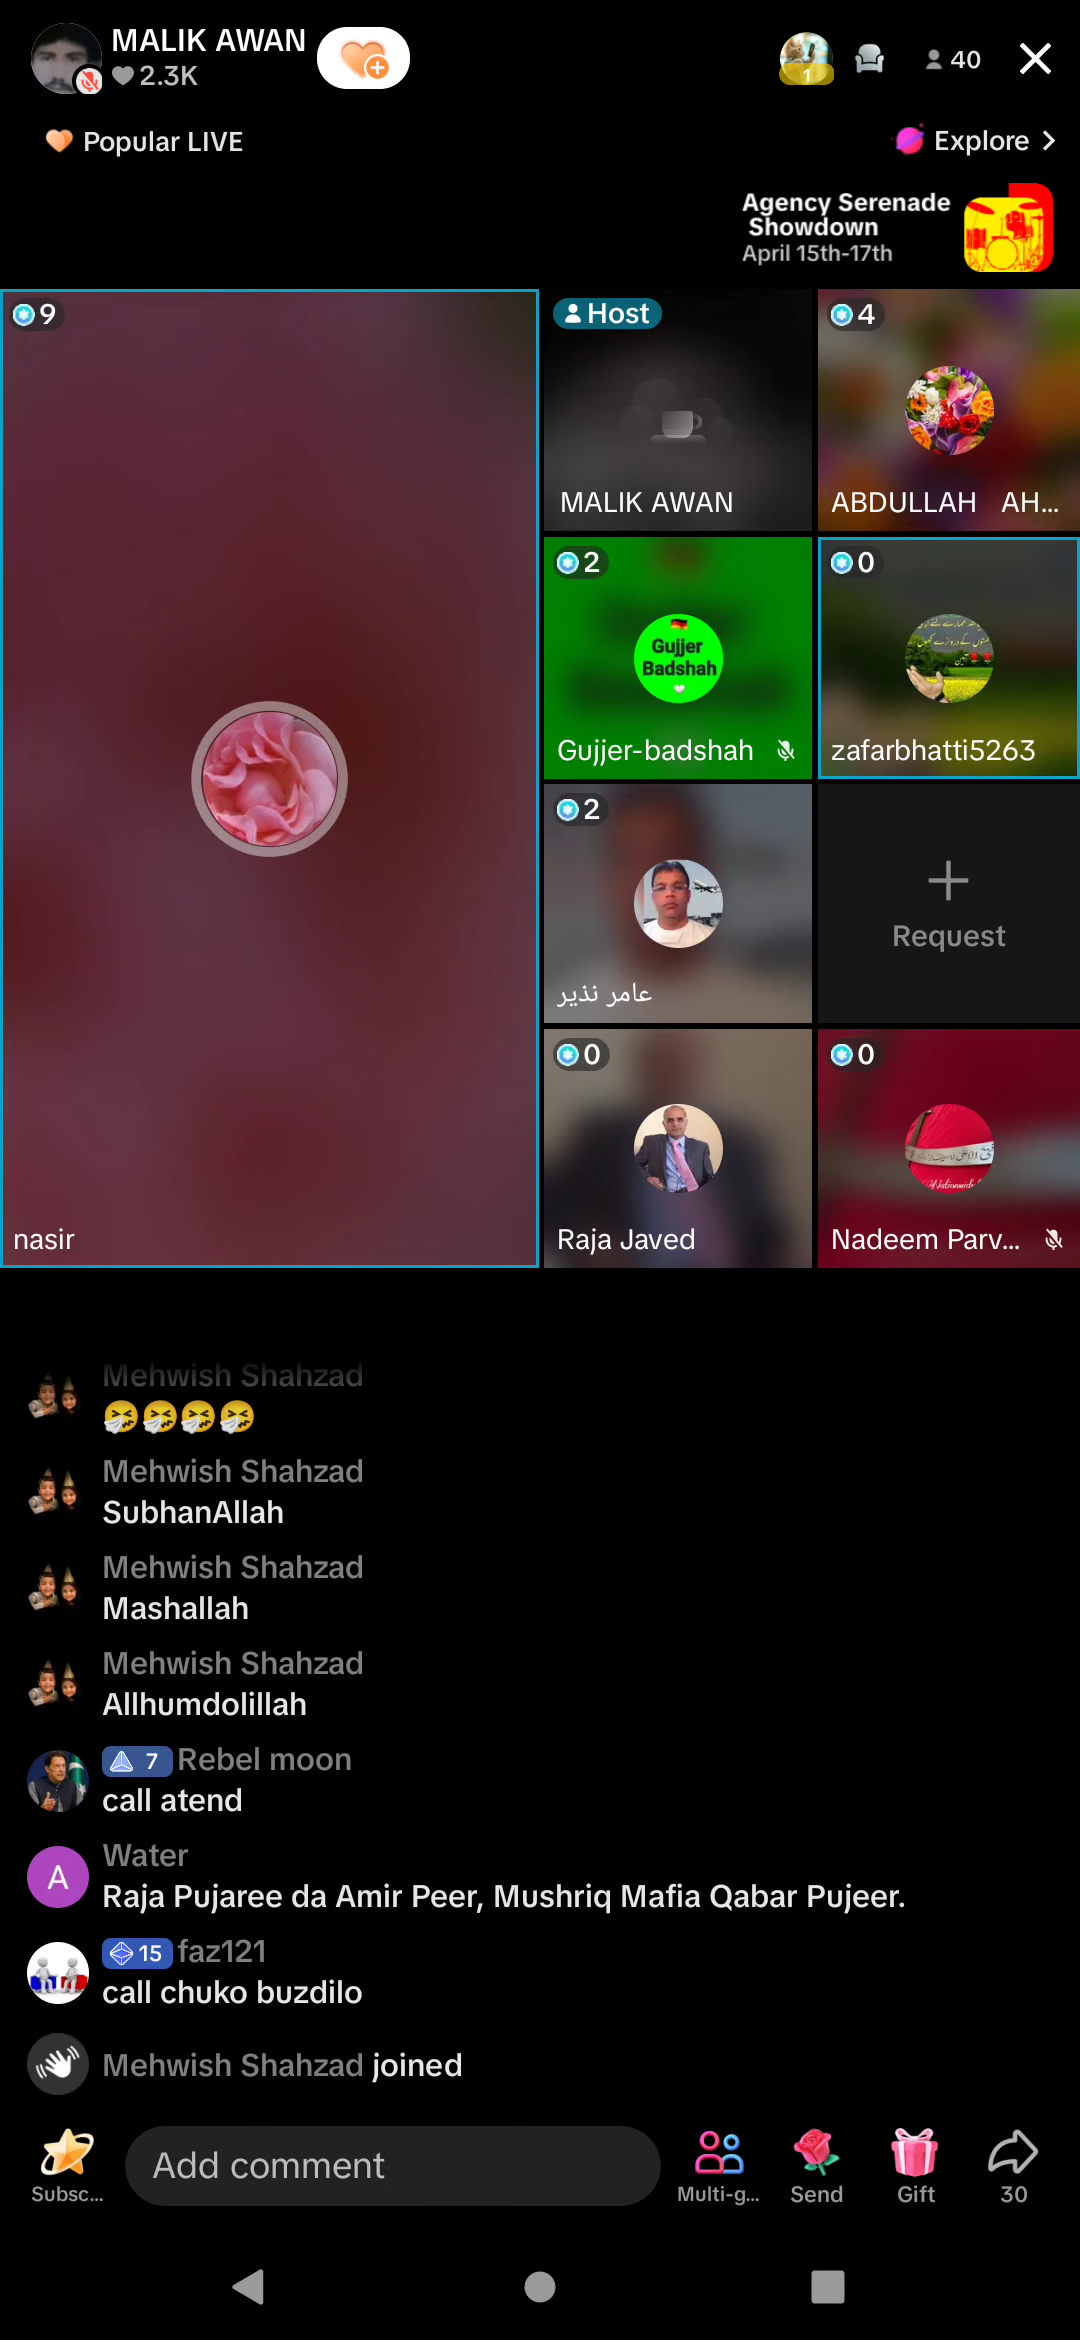 MALIK AWAN
2.3K
1
40
Popular LIVE
Explore
Agency Serenade
Showdown
April 15th-17th
9
nasir
Host
MALIK AWAN
4
ABDULLAH AH...
2
Gujjer
Badshah
Gujjer-badshah
0
zafarbhatti5263
2
عامر نذیر
Request
0
Raja Javed
0
Nadeem Parv...
Mehwish Shahzad
🤧🤧🤧🤧
Mehwish Shahzad
SubhanAllah
Mehwish Shahzad
Mashallah
Mehwish Shahzad
Allhumdolillah
7 Rebel moon
call atend
A
Water
Raja Pujaree da Amir Peer, Mushriq Mafia Qabar Pujeer.
15 faz121
call chuko buzdilo
Mehwish Shahzad joined
Subsc...
Add comment
Multi-g...
Send
Gift
30